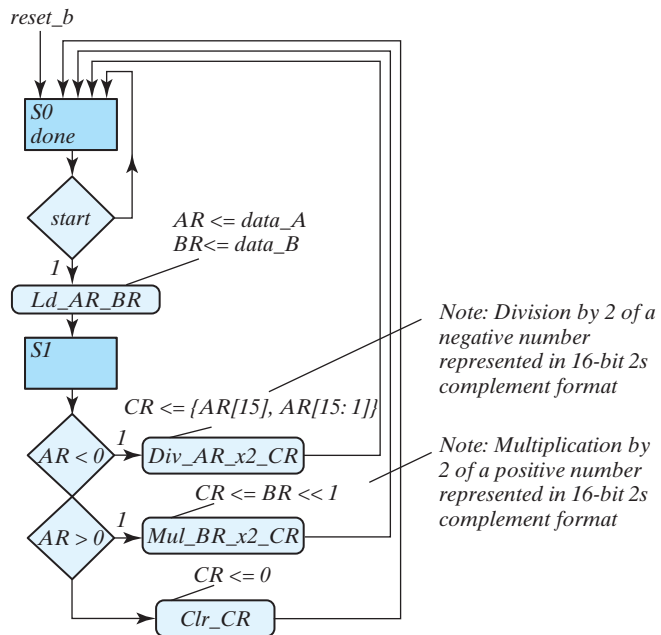 reset_b
S0
done
start
AR <= data_A
BR<= data_B
1
Ld_AR_BR
S1
Note: Division by 2 of a
negative number
represented in 16-bit 2s
complement format
CR <= {AR[15], AR[15: 1]}
AR < 0
1
Div_AR_x2_CR
Note: Multiplication by
2 of a positive number
represented in 16-bit 2s
complement format
CR <= BR << 1
AR > 0
1
Mul_BR_x2_CR
CR <= 0
Clr_CR